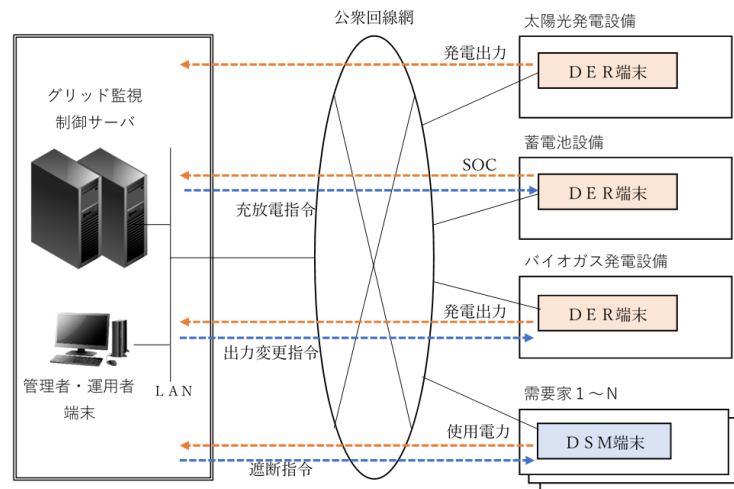 公衆回線網
グリッド監視
制御サーバ
管理者・運用者
端末
LAN
太陽光発電設備
発電出力
DER端末
蓄電池設備
SOC
充放電指令
DER端末
バイオガス発電設備
発電出力
出力変更指令
DER端末
需要家1～N
使用電力
遮断指令
DSM端末